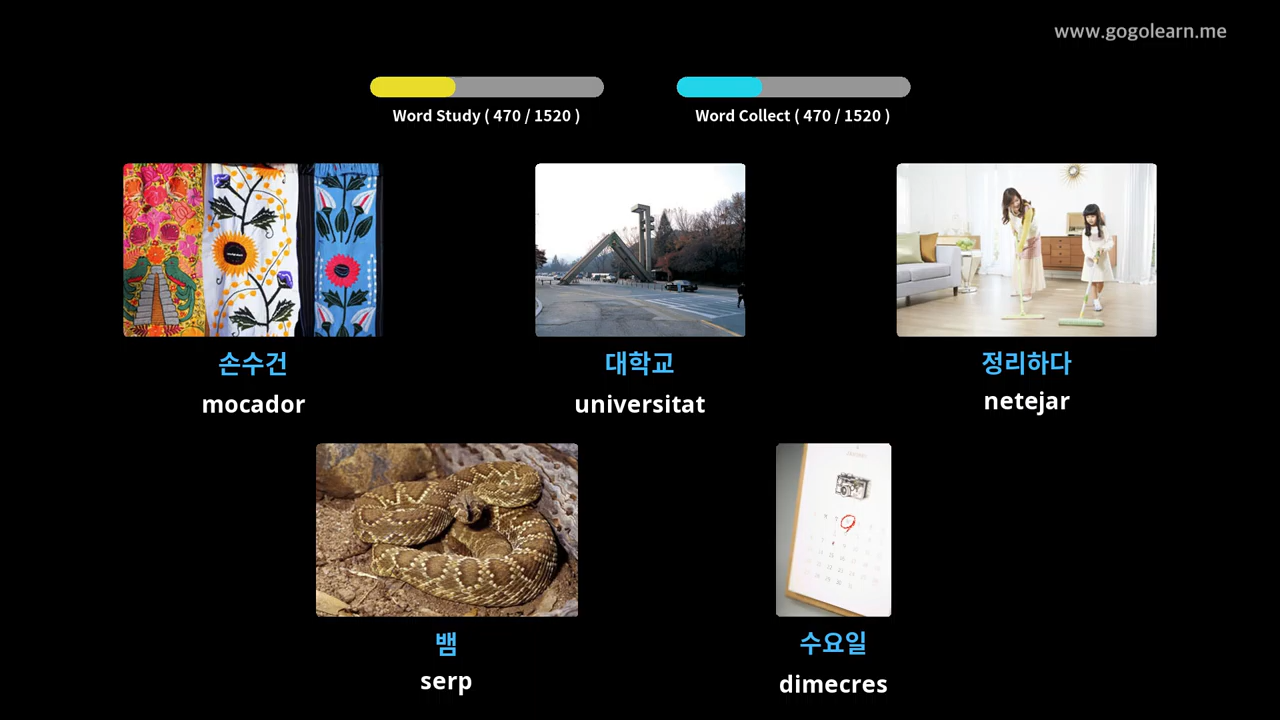 www.gogolearn.me
Word Study ( 470 / 1520 )
Word Collect ( 470 / 1520 )
손수건
mocador
대학교
universitat
정리하다
netejar
뱀
serp
수요일
dimecres